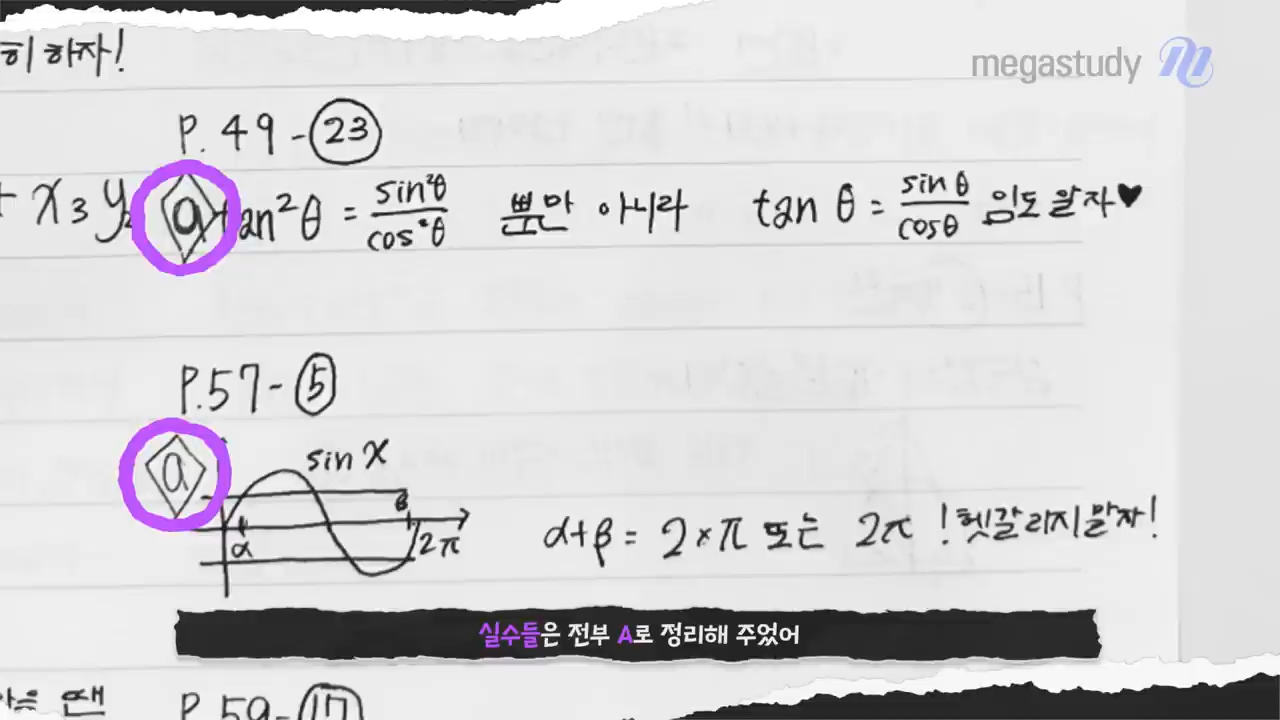 히 하자!
megastudy
P. 49 - 23
+ x3 y2 a tan²θ = sin²θ/cos²θ 뿐만 아니라 tan θ = sinθ/cosθ 임도 알자♥
P.57 - 5
a
sin x
β
α
2π
α+β = 2×π 또는 2π ! 헷갈리지말자!
실수들은 전부 A로 정리해 주었어
땐
P. 59 - 17